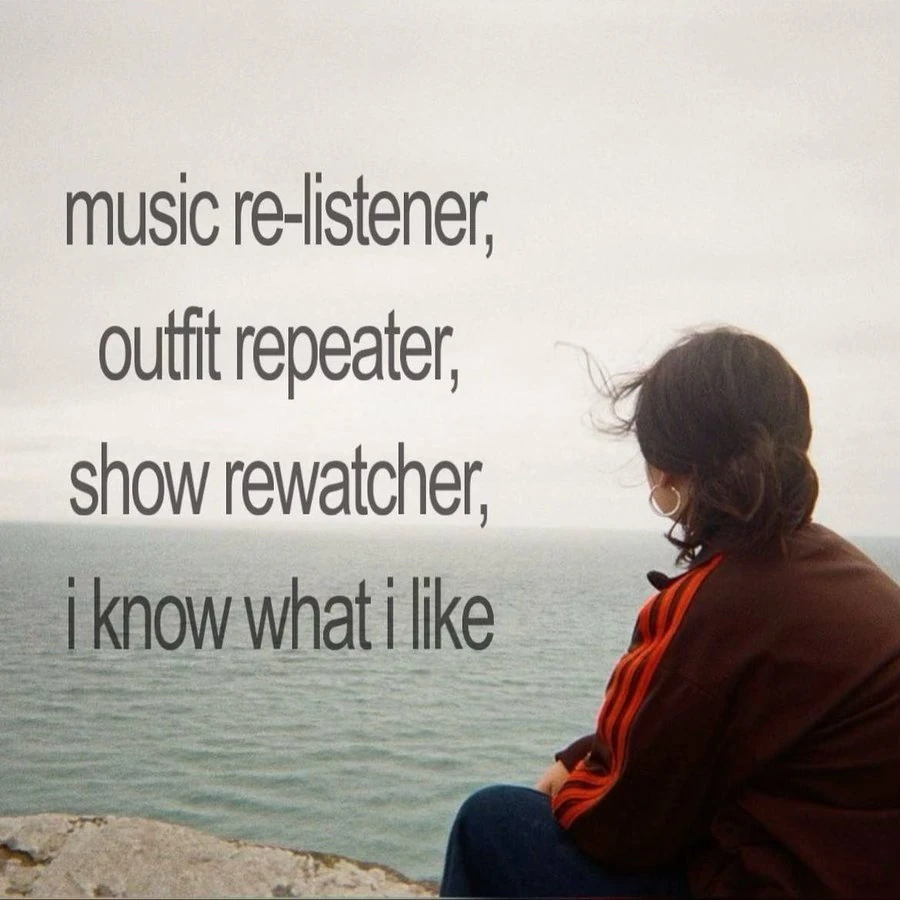 music re-listener,
outfit repeater,
show rewatcher,
i know what i like